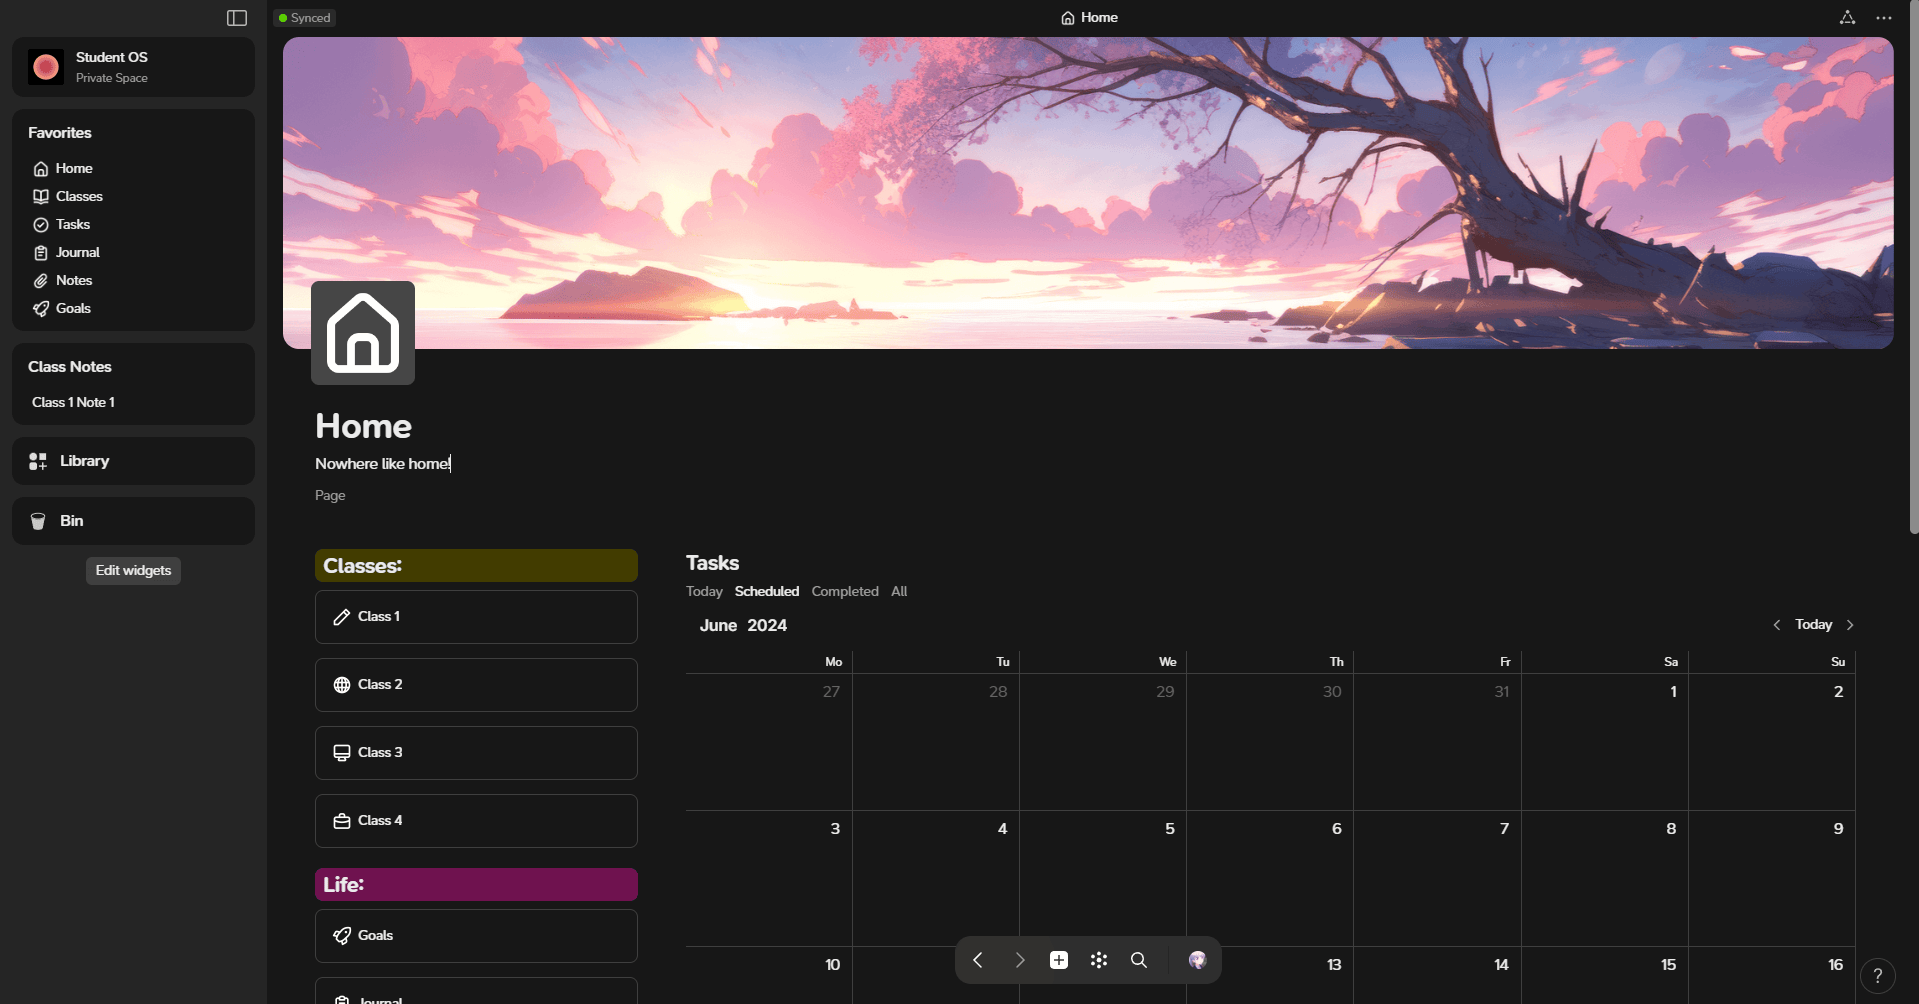 Synced
Home
Student OS
Private Space
Favorites
Home
Classes
Tasks
Journal
Notes
Goals
Class Notes
Class 1 Note 1
Library
Bin
Edit widgets
Home
Nowhere like home!
Page
Classes:
Class 1
Class 2
Class 3
Class 4
Life:
Goals
Journal
Tasks
Today Scheduled Completed All
June 2024
Today
Mo Tu We Th Fr Sa Su
27 28 29 30 31 1 2
3 4 5 6 7 8 9
10 13 14 15 16
?